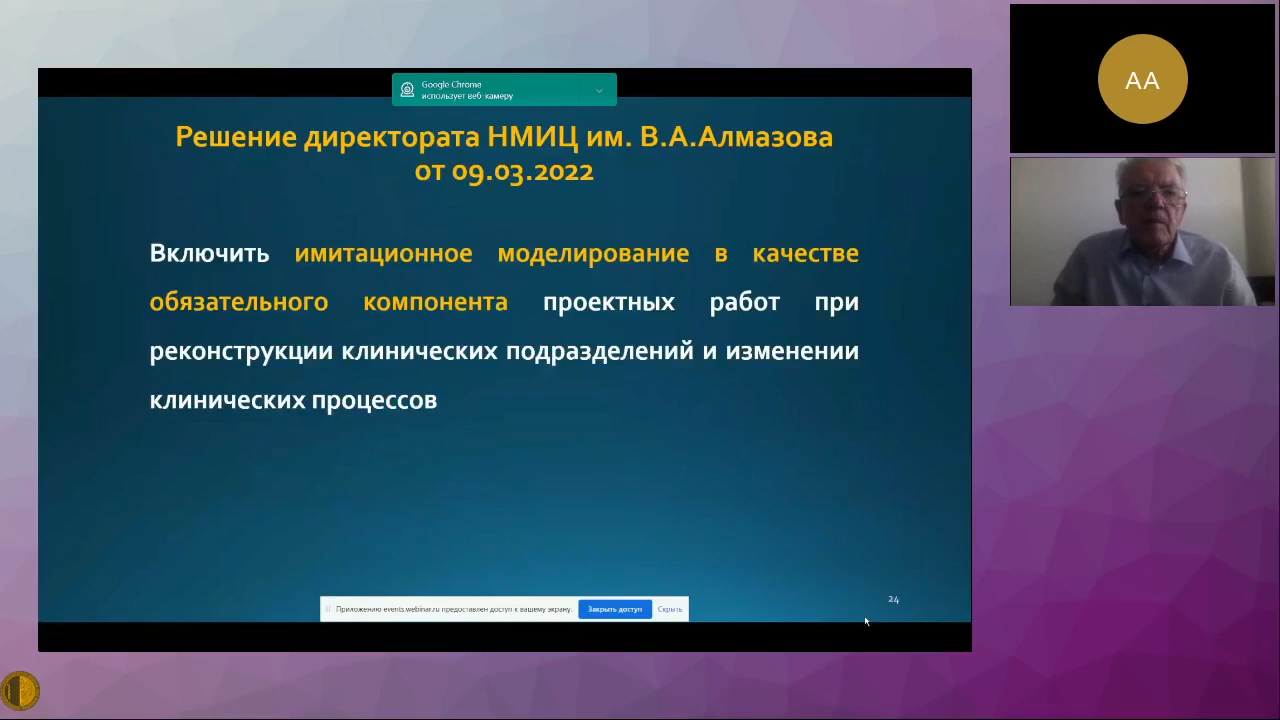 Google Chrome
использует веб-камеру
Решение директората НМИЦ им. В.А.Алмазова
от 09.03.2022
Включить имитационное моделирование в качестве
обязательного компонента проектных работ при
реконструкции клинических подразделений и изменении
клинических процессов
Приложению events.webinar.ru предоставлен доступ к вашему экрану.
Закрыть доступ
Скрыть
24
АА